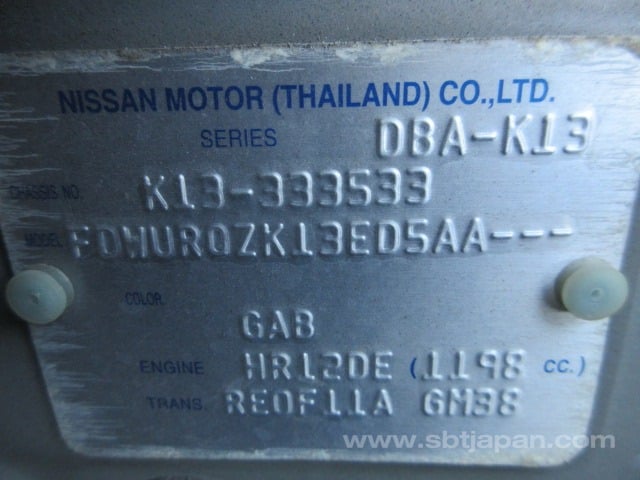 NISSAN MOTOR (THAILAND) CO.,LTD.
SERIES DBA-K13
CHASSIS NO. K13-333533
MODEL FDWURQZK13ED5AA---
COLOR
GAB
ENGINE HR12DE (1198 CC.)
TRANS. RE0F11A GM38
www.sbtjapan.com